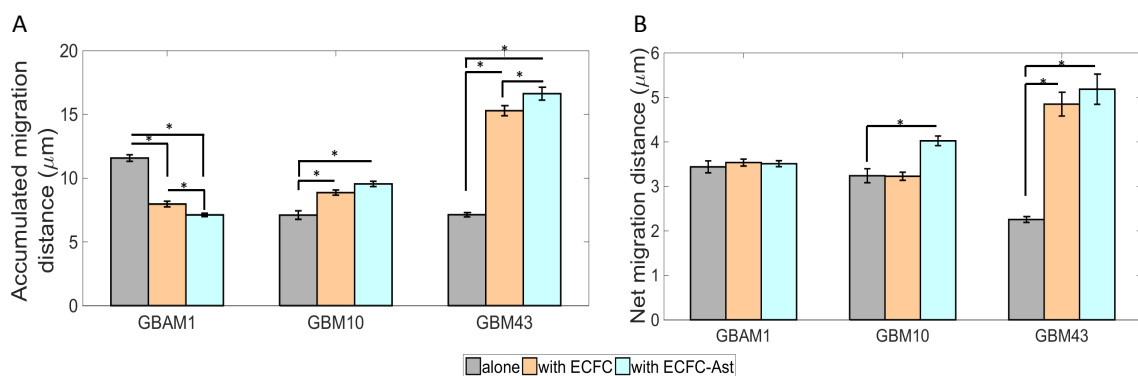 A
Accumulated migration
distance (μm)
20
15
10
5
0
*
*
*
*
*
*
*
*
GBAM1
GBM10
GBM43
B
Net migration distance (μm)
6
5
4
3
2
1
0
*
*
*
GBAM1
GBM10
GBM43
alone with ECFC with ECFC-Ast